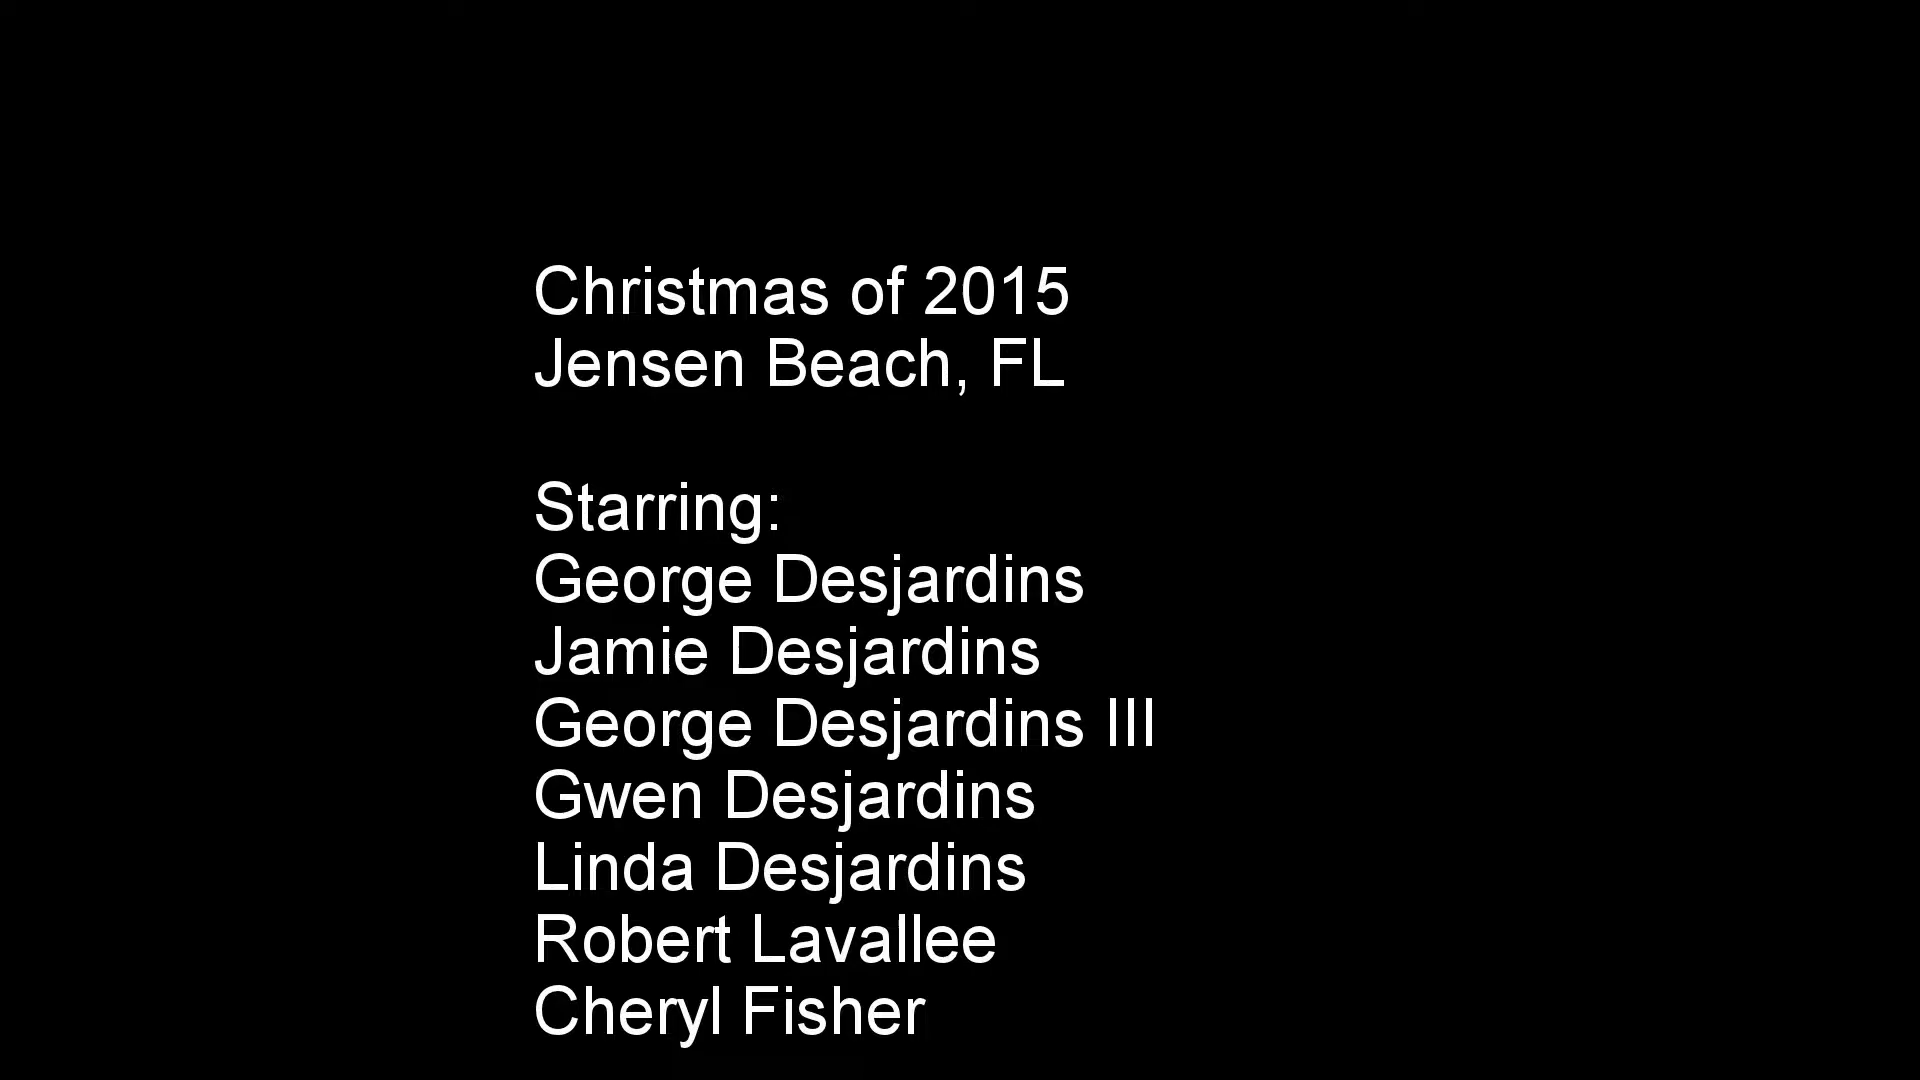 Christmas of 2015
Jensen Beach, FL
Starring:
George Desjardins
Jamie Desjardins
George Desjardins III
Gwen Desjardins
Linda Desjardins
Robert Lavallee
Cheryl Fisher